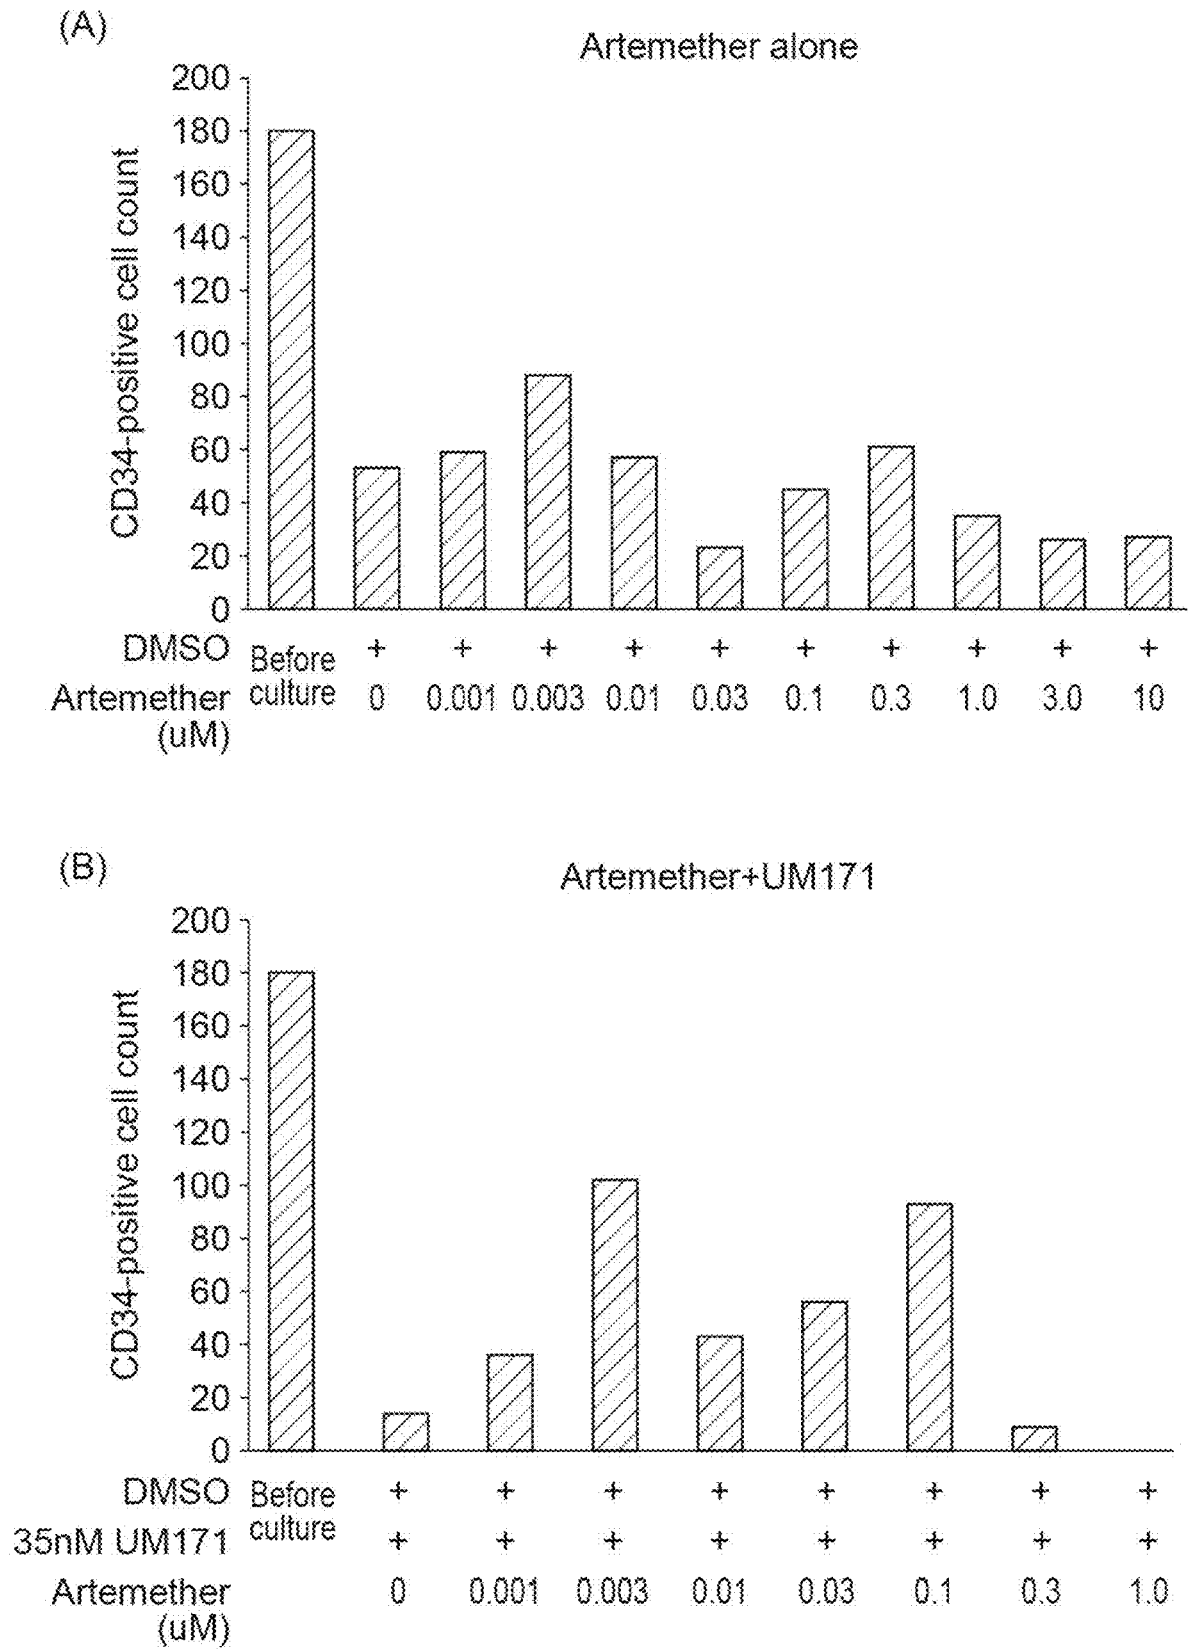 (A)
Artemether alone
CD34-positive cell count
200
180
160
140
120
100
80
60
40
20
0
DMSO Before culture + + + + + + + + + +
Artemether (uM) 0 0.001 0.003 0.01 0.03 0.1 0.3 1.0 3.0 10
(B)
Artemether+UM171
CD34-positive cell count
200
180
160
140
120
100
80
60
40
20
0
DMSO Before culture + + + + + + + +
35nM UM171 + + + + + + + +
Artemether (uM) 0 0.001 0.003 0.01 0.03 0.1 0.3 1.0